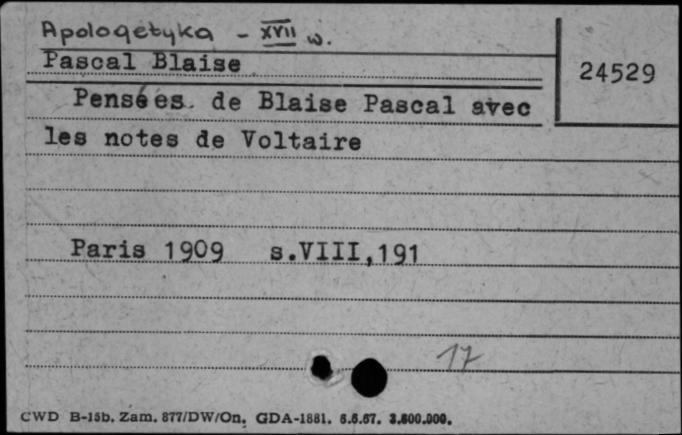 Apologetyka - XVII w.
Pascal Blaise
24529
Pensées de Blaise Pascal avec
les notes de Voltaire
Paris 1909 s.VIII,191
17
CWD B-15b. Zam. 877/DW/On. GDA-1881. 6.6.67. 3.600.000.